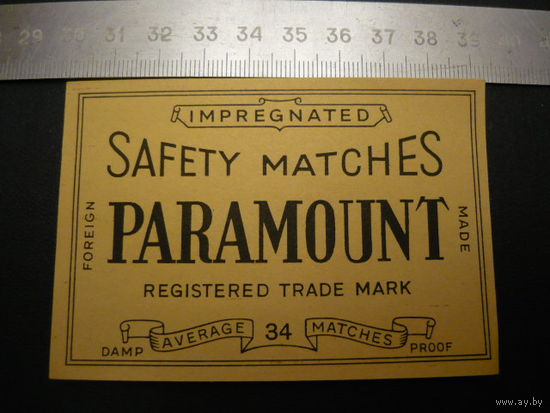 29 30 31 32 33 34 35 36 37 38 39
IMPREGNATED
SAFETY MATCHES
FOREIGN
PARAMOUNT
MADE
REGISTERED TRADE MARK
AVERAGE 34 MATCHES
DAMP PROOF
www.ay.by